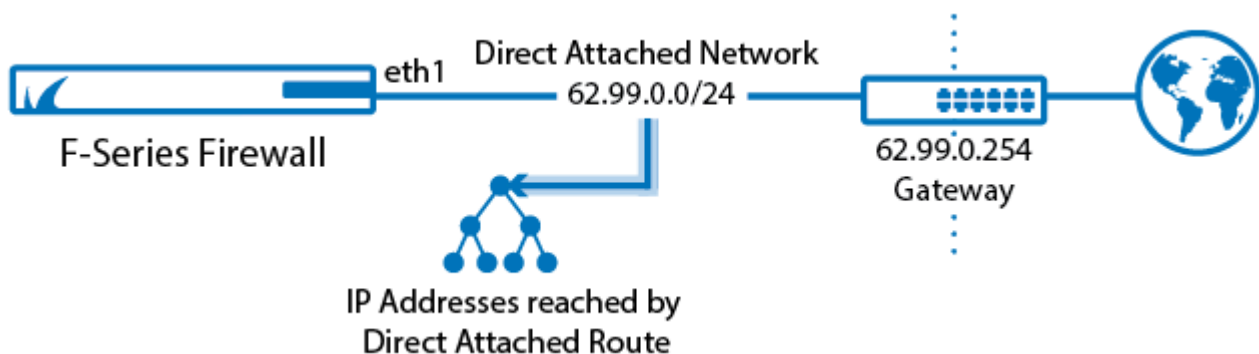 eth1
Direct Attached Network
62.99.0.0/24
F-Series Firewall
62.99.0.254
Gateway
IP Addresses reached by
Direct Attached Route